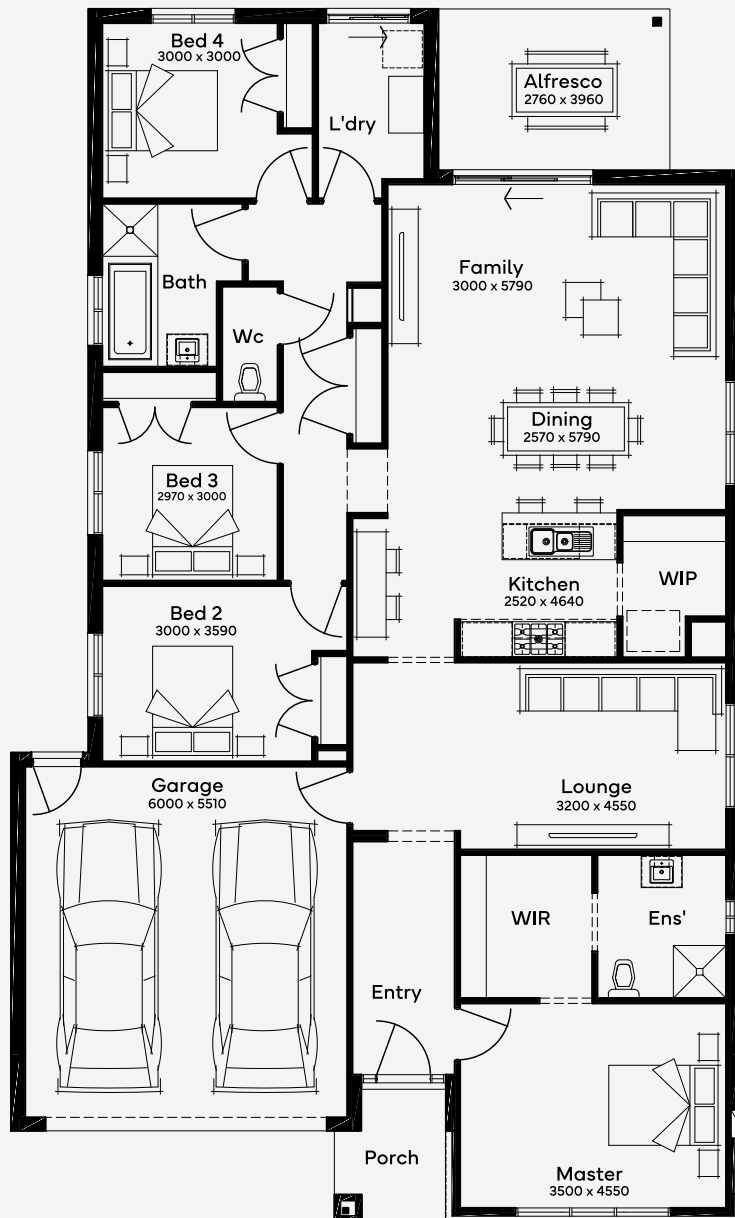 Bed 4
3000 x 3000
L'dry
Alfresco
2760 x 3960
Family
3000 x 5790
Bath
Wc
Dining
2570 x 5790
Bed 3
2970 x 3000
Kitchen
2520 x 4640
WIP
Bed 2
3000 x 3590
Garage
6000 x 5510
Lounge
3200 x 4550
WIR
Ens'
Entry
Porch
Master
3500 x 4550